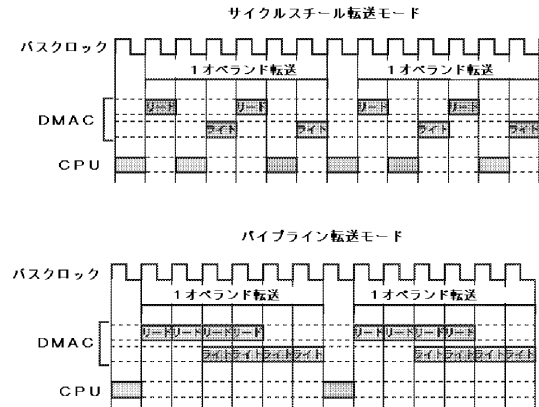 サイクルスチール転送モード
バスクロック
1オペランド転送 1オペランド転送
リード リード リード リード
DMAC
ライト ライト ライト ライト
CPU
パイプライン転送モード
バスクロック
1オペランド転送 1オペランド転送
リード リード リード リード リード リード リード リード
DMAC
ライト ライト ライト ライト ライト ライト ライト ライト
CPU